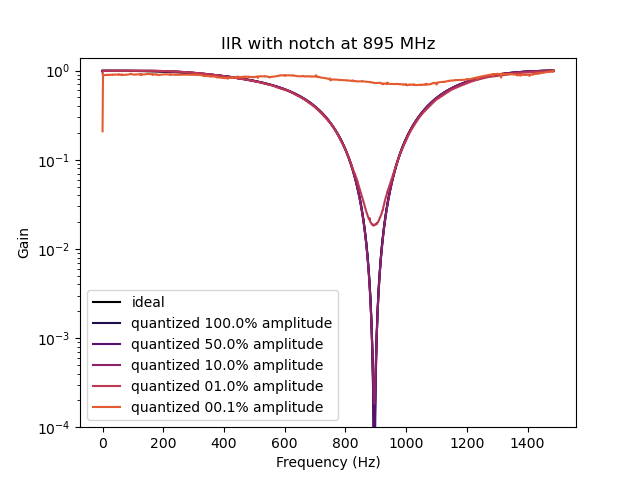 IIR with notch at 895 MHz
10⁰
10⁻¹
10⁻²
10⁻³
10⁻⁴
Gain
ideal
quantized 100.0% amplitude
quantized 50.0% amplitude
quantized 10.0% amplitude
quantized 01.0% amplitude
quantized 00.1% amplitude
0 200 400 600 800 1000 1200 1400
Frequency (Hz)